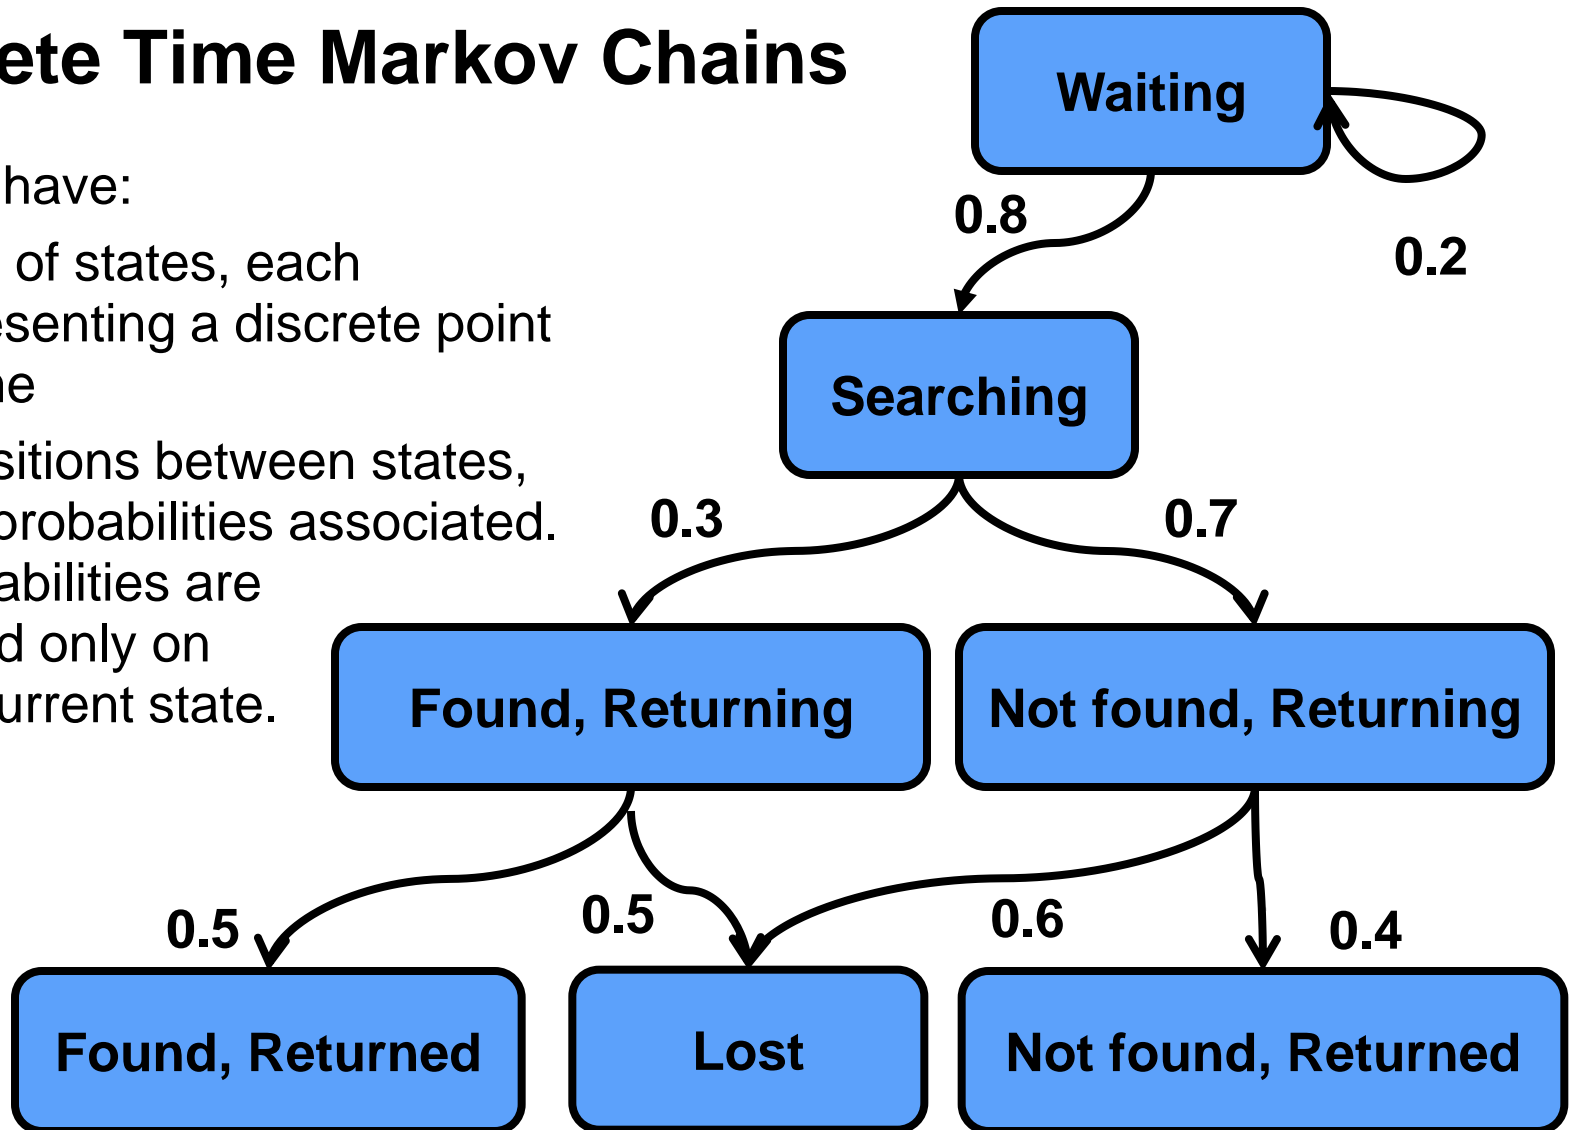 ete Time Markov Chains
have:
of states, each
esenting a discrete point
ne
sitions between states,
probabilities associated.
abilities are
d only on
urrent state.
Waiting
0.8
0.2
Searching
0.3
0.7
Found, Returning
Not found, Returning
0.5
0.5
0.6
0.4
Found, Returned
Lost
Not found, Returned